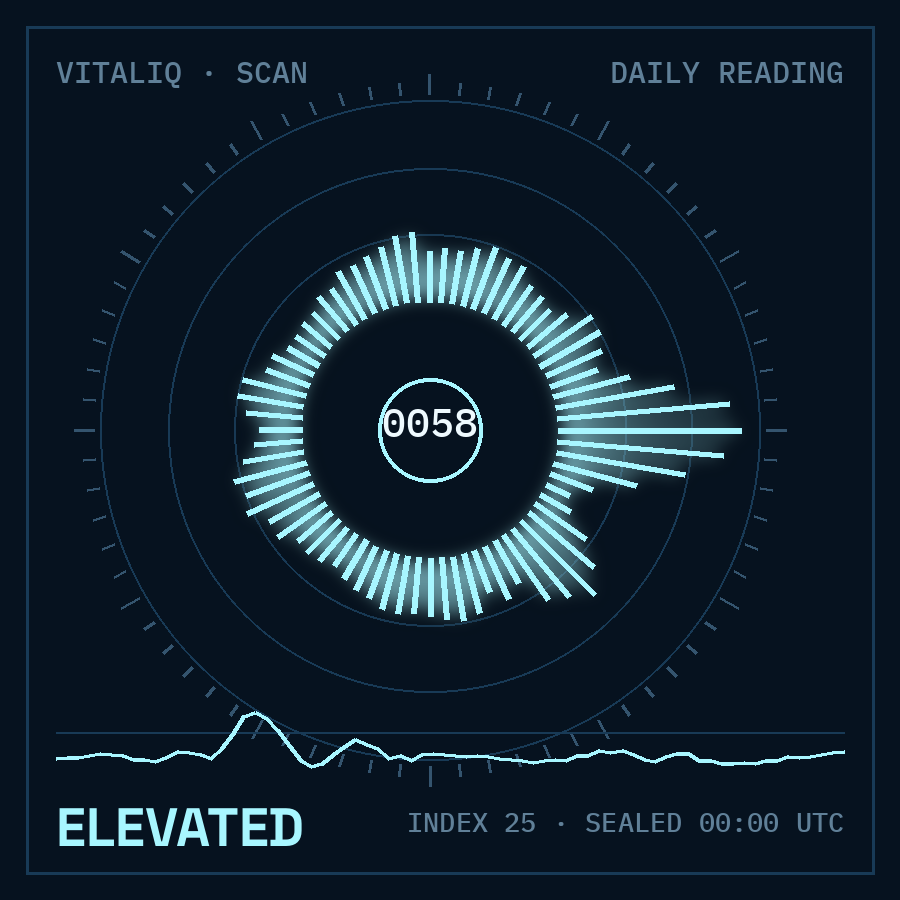 VITALIQ · SCAN
DAILY READING
0058
ELEVATED
INDEX 25 · SEALED 00:00 UTC